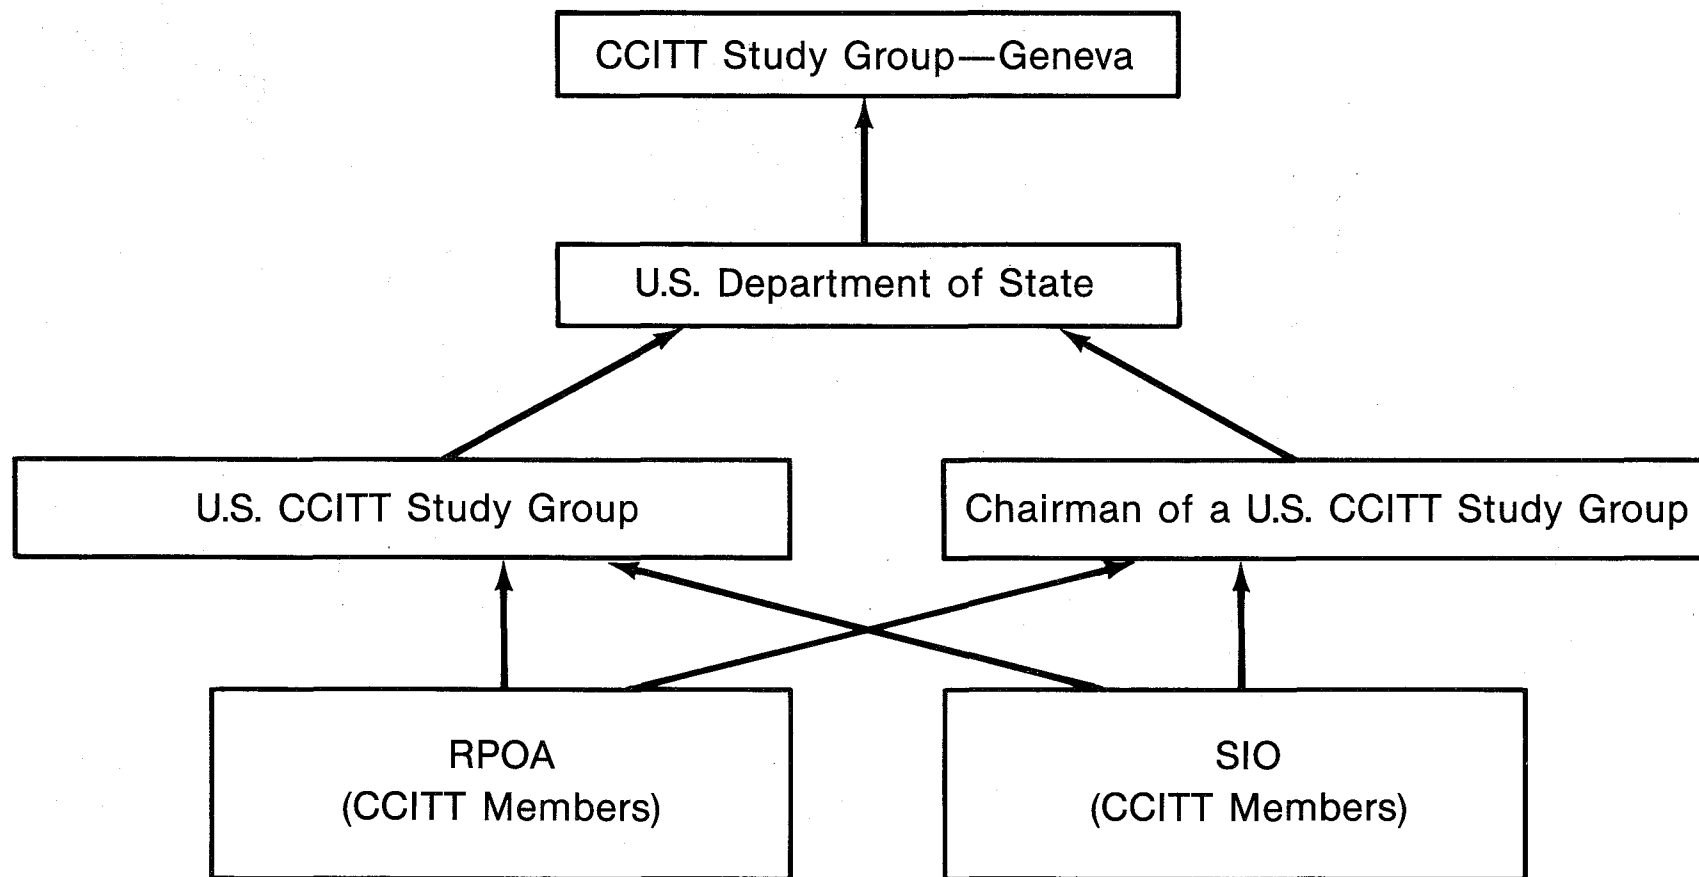 CCITT Study Group—Geneva
U.S. Department of State
U.S. CCITT Study Group
Chairman of a U.S. CCITT Study Group
RPOA
(CCITT Members)
SIO
(CCITT Members)